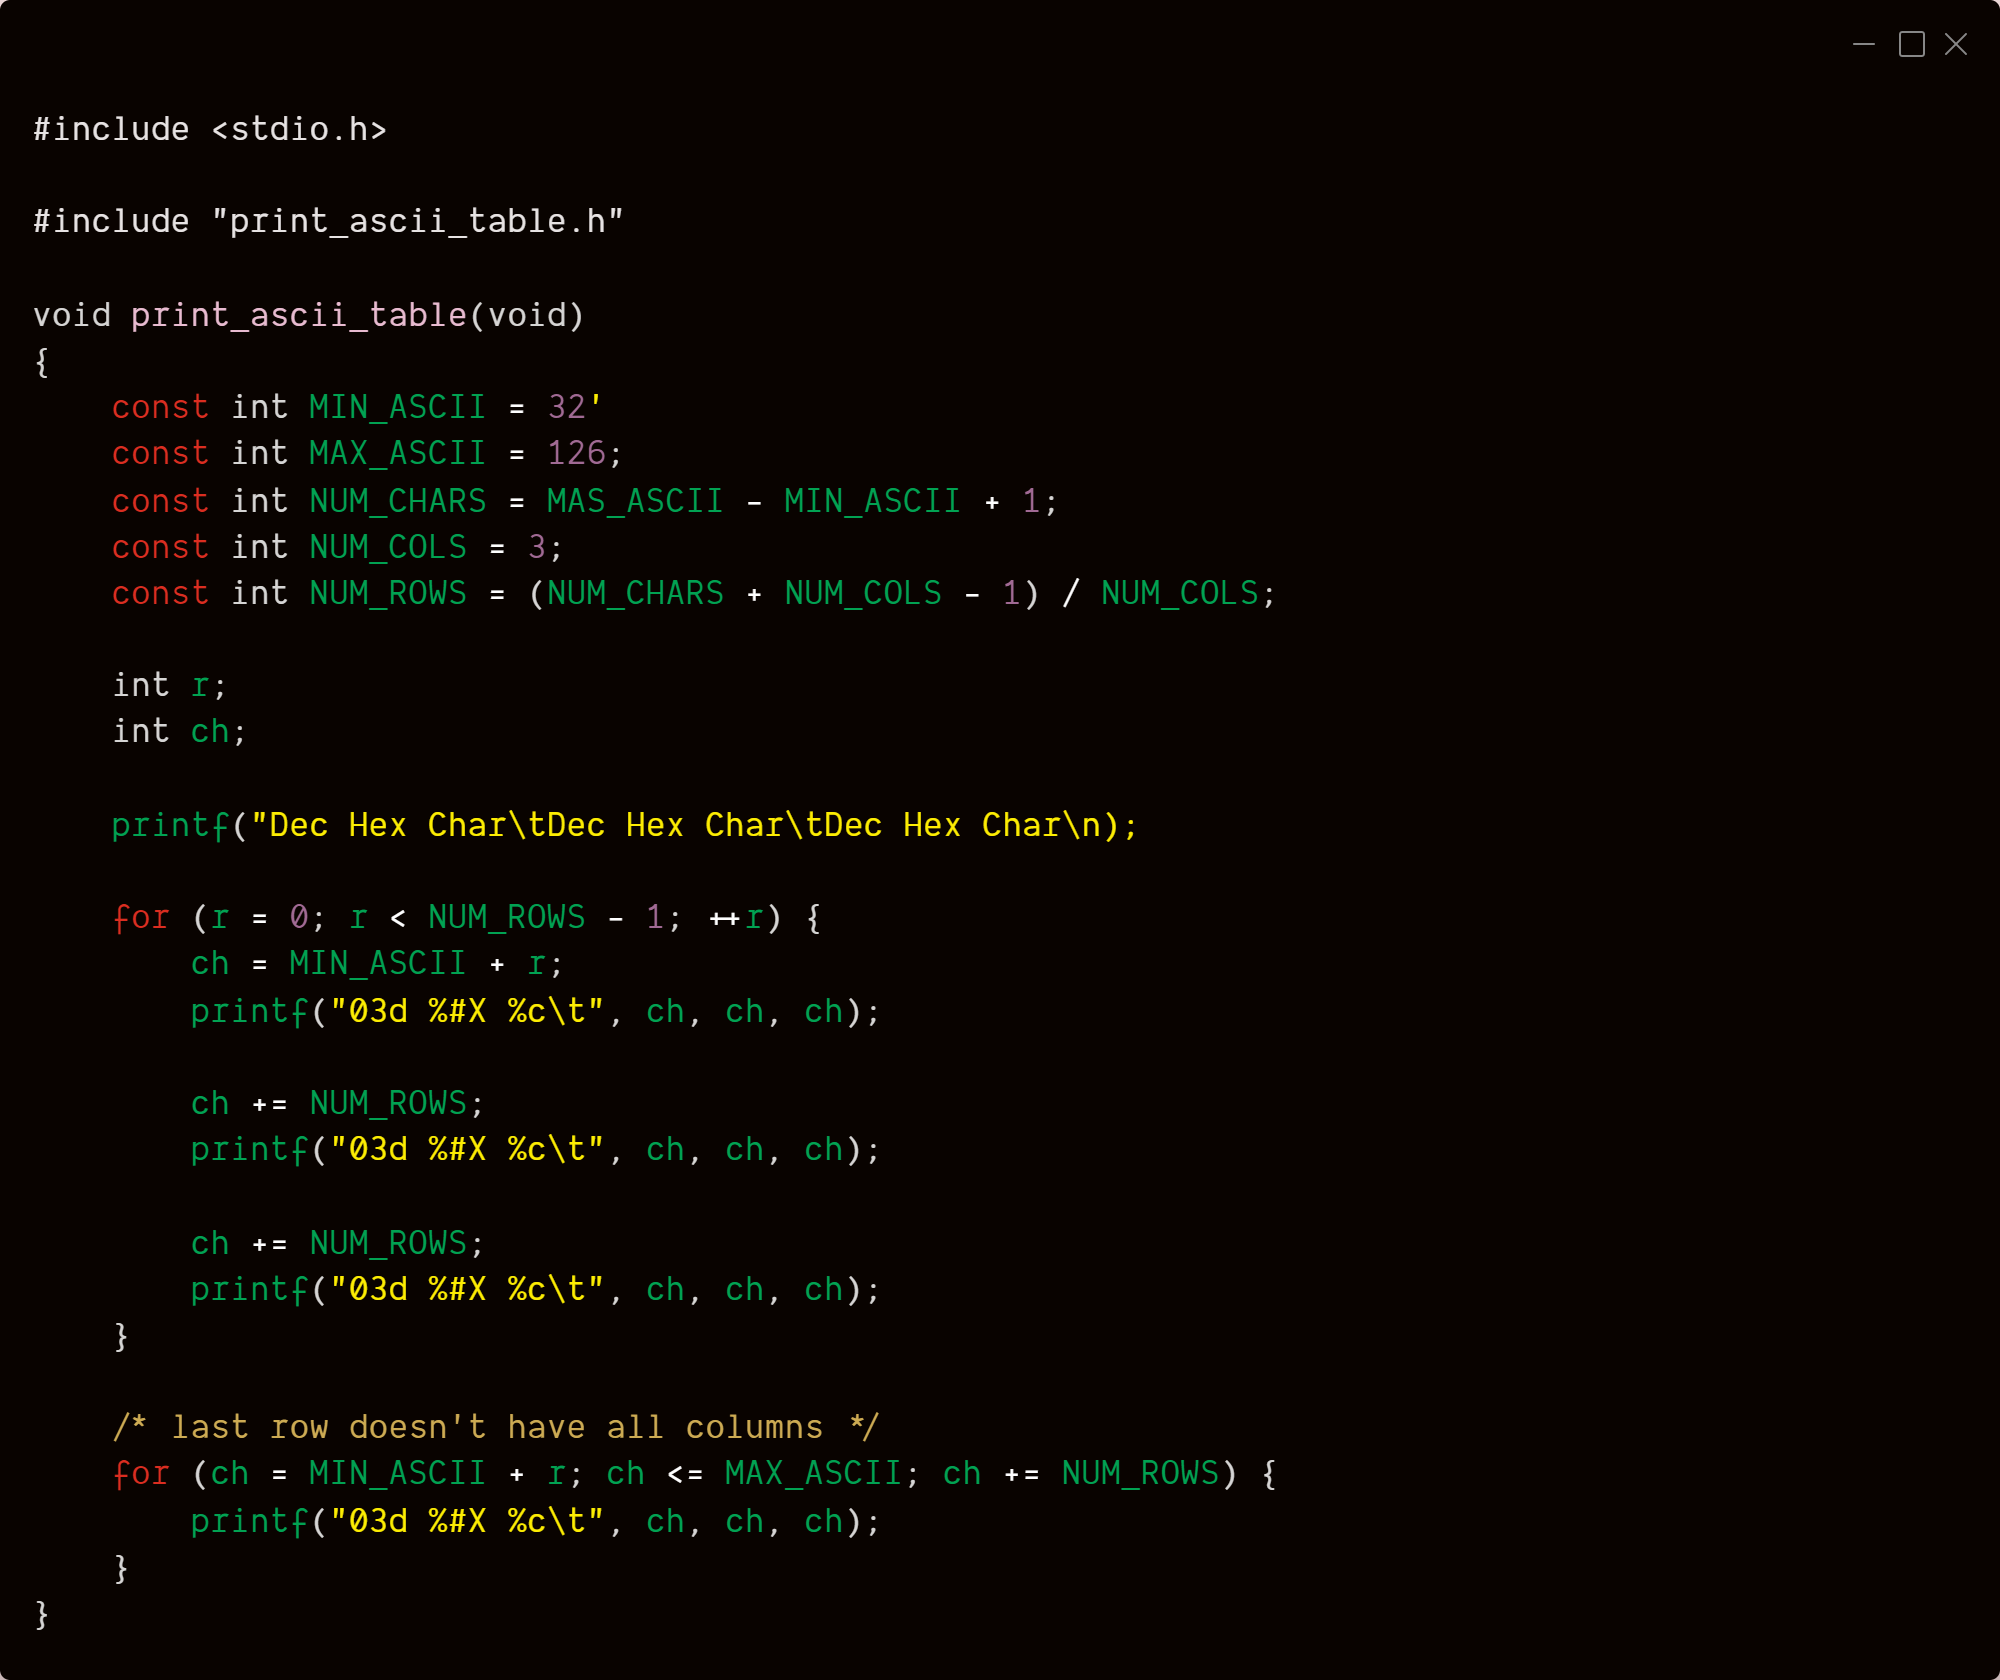 #include <stdio.h>

#include "print_ascii_table.h"

void print_ascii_table(void)
{
    const int MIN_ASCII = 32'
    const int MAX_ASCII = 126;
    const int NUM_CHARS = MAS_ASCII - MIN_ASCII + 1;
    const int NUM_COLS = 3;
    const int NUM_ROWS = (NUM_CHARS + NUM_COLS - 1) / NUM_COLS;

    int r;
    int ch;

    printf("Dec Hex Char\tDec Hex Char\tDec Hex Char\n);

    for (r = 0; r < NUM_ROWS - 1; ++r) {
        ch = MIN_ASCII + r;
        printf("03d %#X %c\t", ch, ch, ch);

        ch += NUM_ROWS;
        printf("03d %#X %c\t", ch, ch, ch);

        ch += NUM_ROWS;
        printf("03d %#X %c\t", ch, ch, ch);
    }

    /* last row doesn't have all columns */
    for (ch = MIN_ASCII + r; ch <= MAX_ASCII; ch += NUM_ROWS) {
        printf("03d %#X %c\t", ch, ch, ch);
    }
}